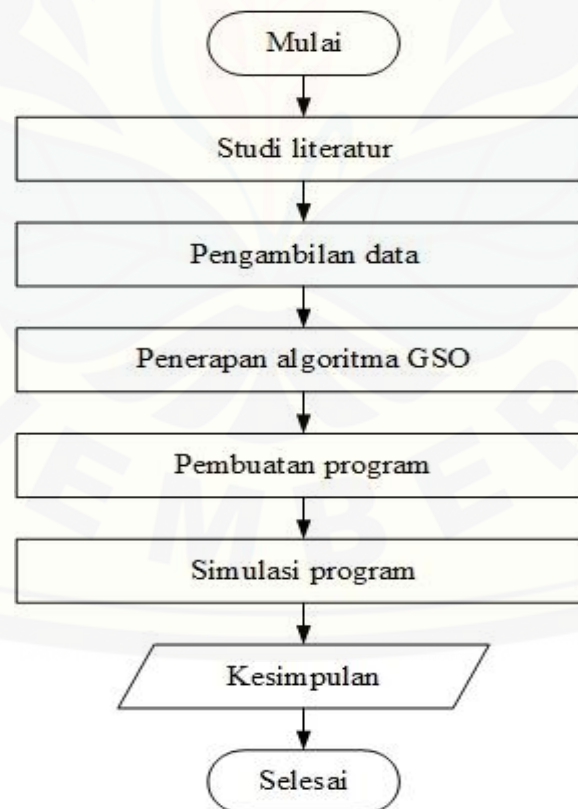 Mulai
Studi literatur
Pengambilan data
Penerapan algoritma GSO
Pembuatan program
Simulasi program
Kesimpulan
Selesai